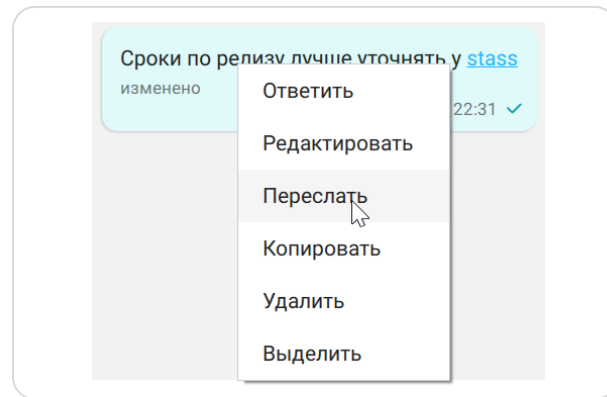 Сроки по релизу лучше уточнять у stass
изменено
22:31
Ответить
Редактировать
Переслать
Копировать
Удалить
Выделить